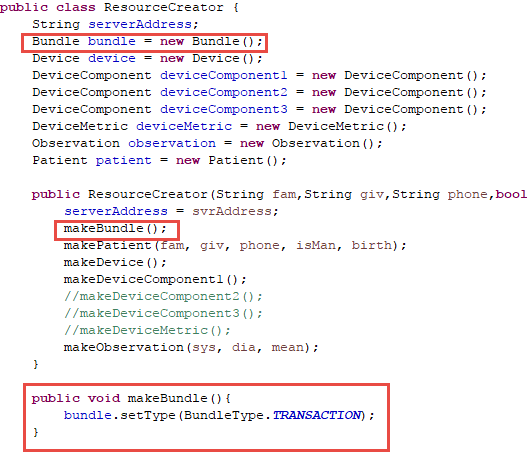 public class ResourceCreator {
String serverAddress;
Bundle bundle = new Bundle();
Device device = new Device();
DeviceComponent deviceComponent1 = new DeviceComponent();
DeviceComponent deviceComponent2 = new DeviceComponent();
DeviceComponent deviceComponent3 = new DeviceComponent();
DeviceMetric deviceMetric = new DeviceMetric();
Observation observation = new Observation();
Patient patient = new Patient();
public ResourceCreator(String fam,String giv,String phone,bool
serverAddress = svrAddress;
makeBundle();
makePatient(fam, giv, phone, isMan, birth);
makeDevice();
makeDeviceComponent1();
//makeDeviceComponent2();
//makeDeviceComponent3();
//makeDeviceMetric();
makeObservation(sys, dia, mean);
}
public void makeBundle(){
bundle.setType(BundleType.TRANSACTION);
}